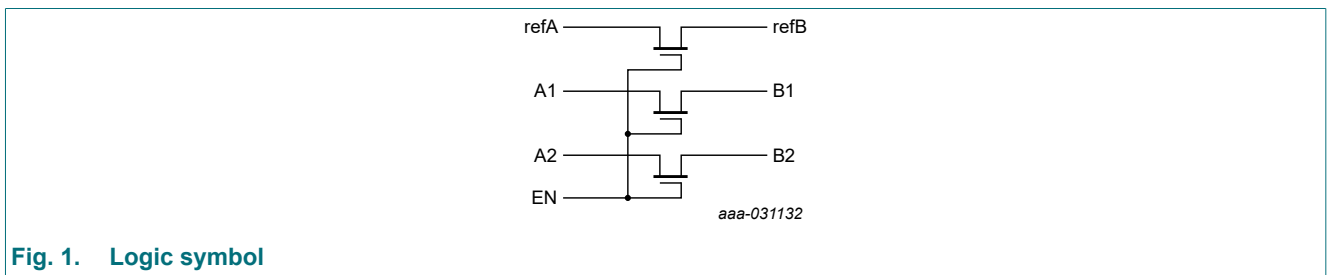 refA refB
A1 B1
A2 B2
EN
aaa-031132
Fig. 1. Logic symbol